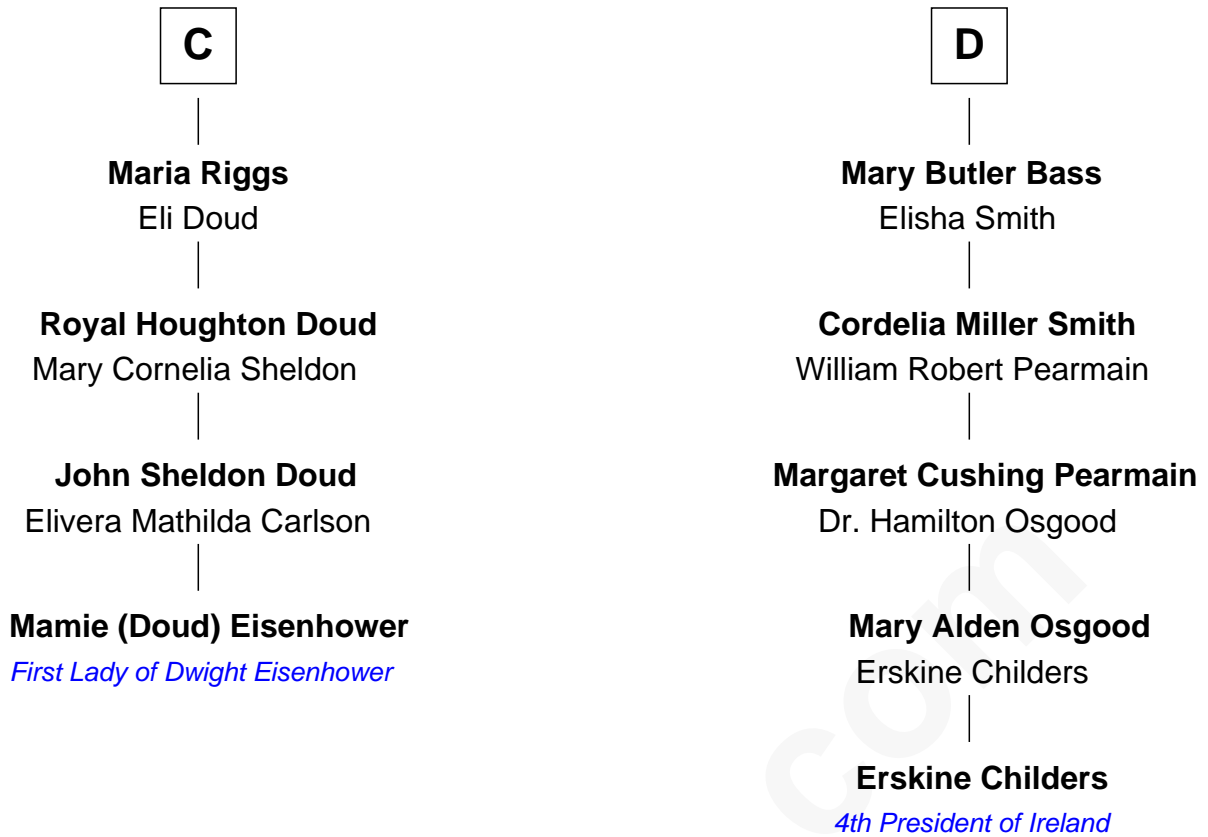 C
Maria Riggs
Eli Doud
Royal Houghton Doud
Mary Cornelia Sheldon
John Sheldon Doud
Elivera Mathilda Carlson
Mamie (Doud) Eisenhower
First Lady of Dwight Eisenhower
D
Mary Butler Bass
Elisha Smith
Cordelia Miller Smith
William Robert Pearmain
Margaret Cushing Pearmain
Dr. Hamilton Osgood
Mary Alden Osgood
Erskine Childers
Erskine Childers
4th President of Ireland
com